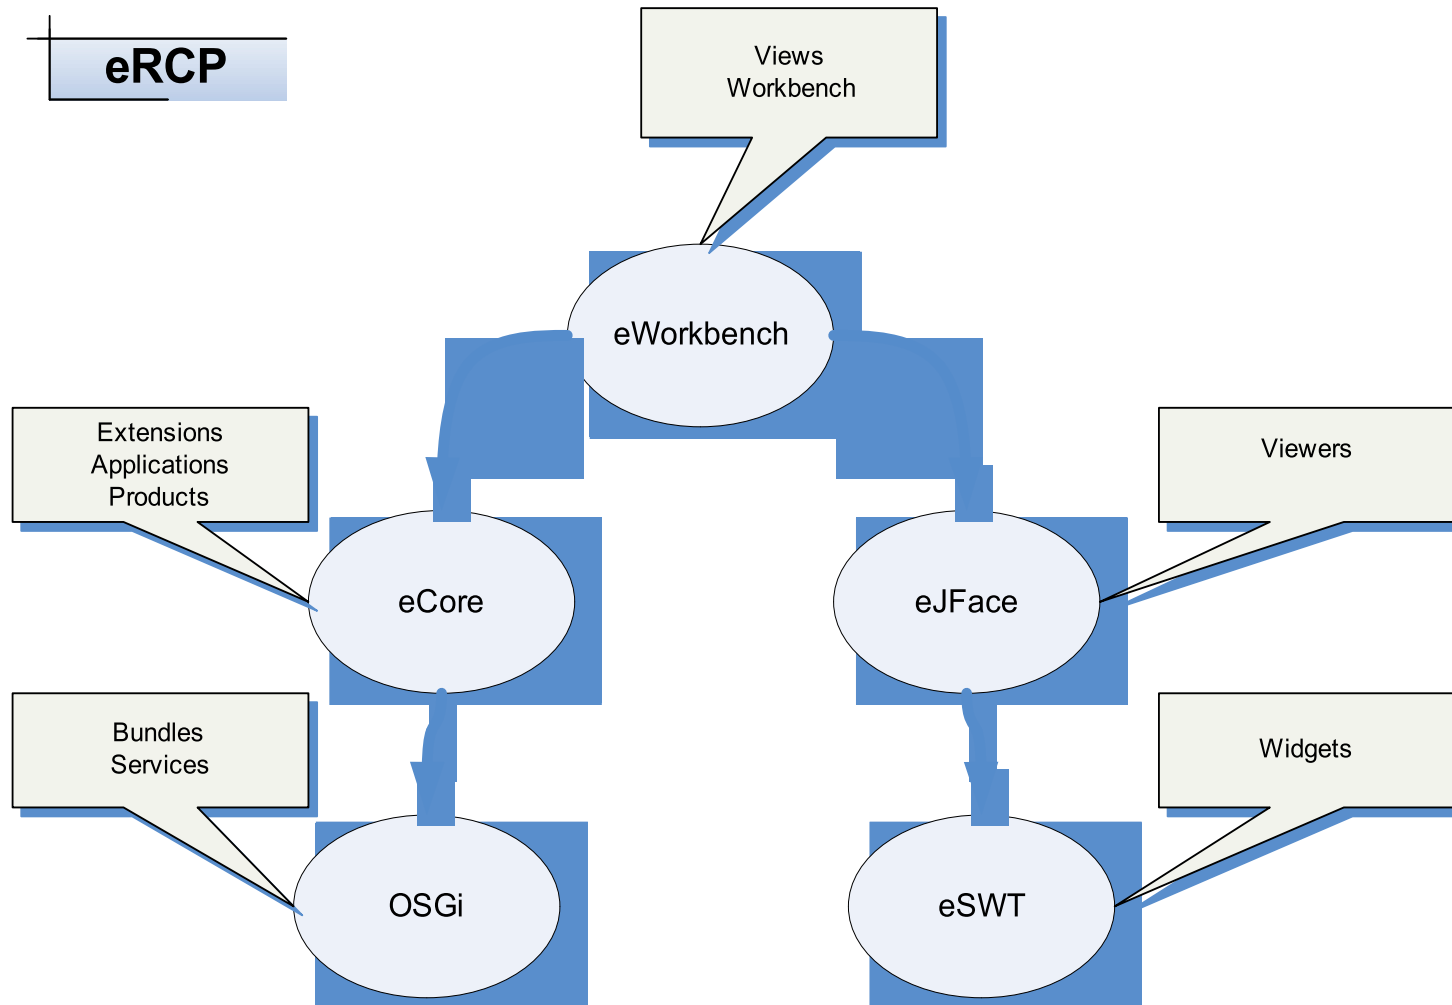 eRCP
Views
Workbench
eWorkbench
Extensions
Applications
Products
Viewers
eCore
eJFace
Bundles
Services
Widgets
OSGi
eSWT